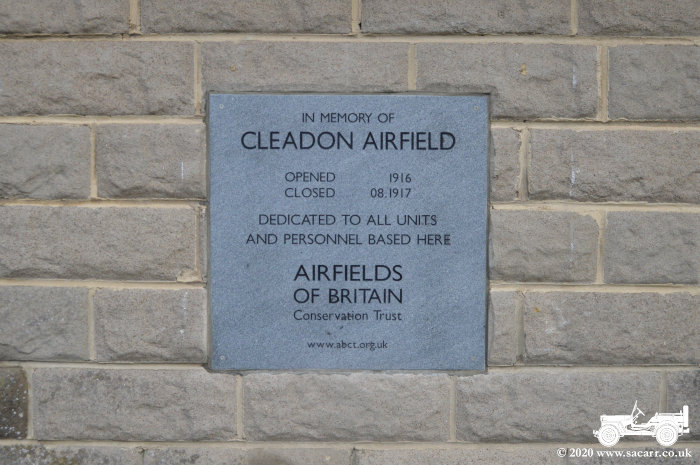 IN MEMORY OF
CLEADON AIRFIELD
OPENED 1916
CLOSED 08.1917
DEDICATED TO ALL UNITS
AND PERSONNEL BASED HERE
AIRFIELDS
OF BRITAIN
Conservation Trust
www.abct.org.uk
© 2020 www.sacarr.co.uk